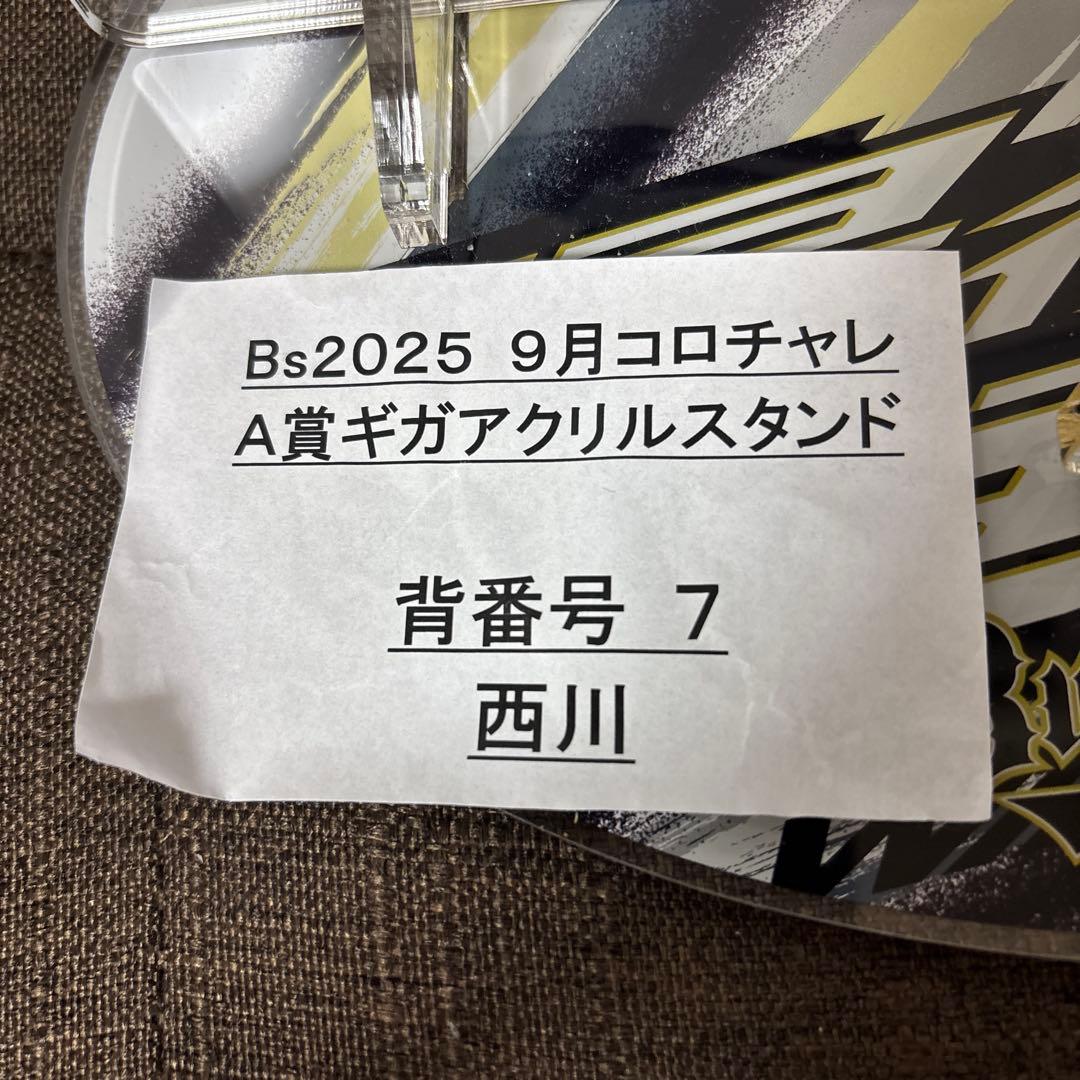 Bs2025 9月コロチャレ
A賞ギガアクリルスタンド
背番号 7
西川